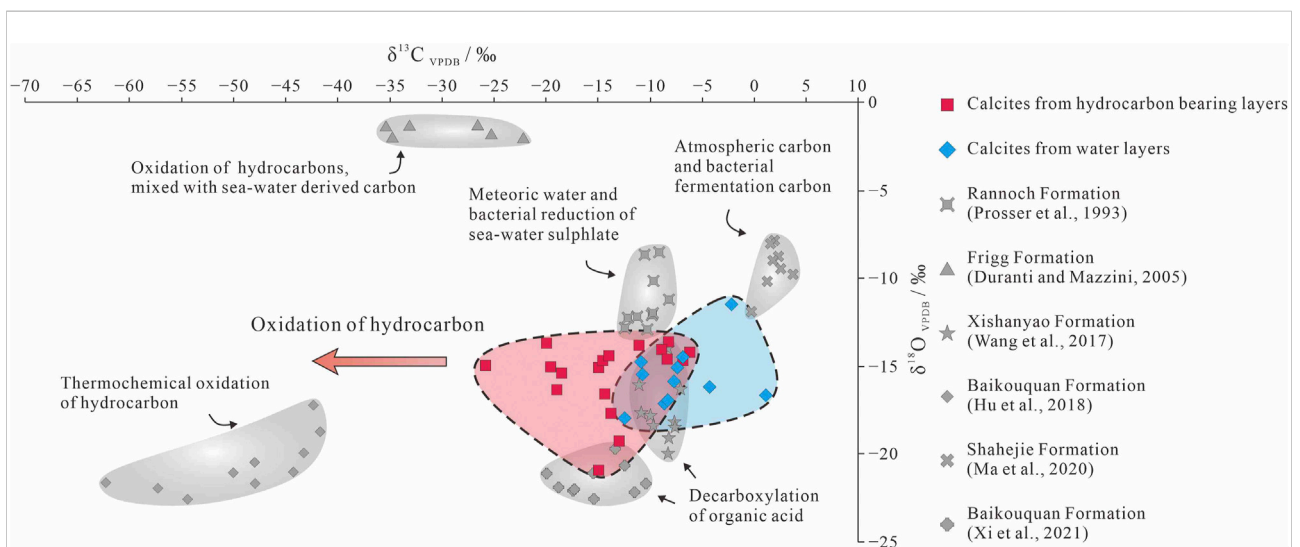 δ¹³C VPDB / ‰
−70 −65 −60 −55 −50 −45 −40 −35 −30 −25 −20 −15 −10 −5 0 5 10
0
−5
−10
−15
−20
−25
δ¹⁸O VPDB / ‰
Oxidation of hydrocarbons,
mixed with sea-water derived carbon
Meteoric water and
bacterial reduction of
sea-water sulphlate
Atmospheric carbon
and bacterial
fermentation carbon
Oxidation of hydrocarbon
Thermochemical oxidation
of hydrocarbon
Decarboxylation
of organic acid
Calcites from hydrocarbon bearing layers
Calcites from water layers
Rannoch Formation
(Prosser et al., 1993)
Frigg Formation
(Duranti and Mazzini, 2005)
Xishanyao Formation
(Wang et al., 2017)
Baikouquan Formation
(Hu et al., 2018)
Shahejie Formation
(Ma et al., 2020)
Baikouquan Formation
(Xi et al., 2021)